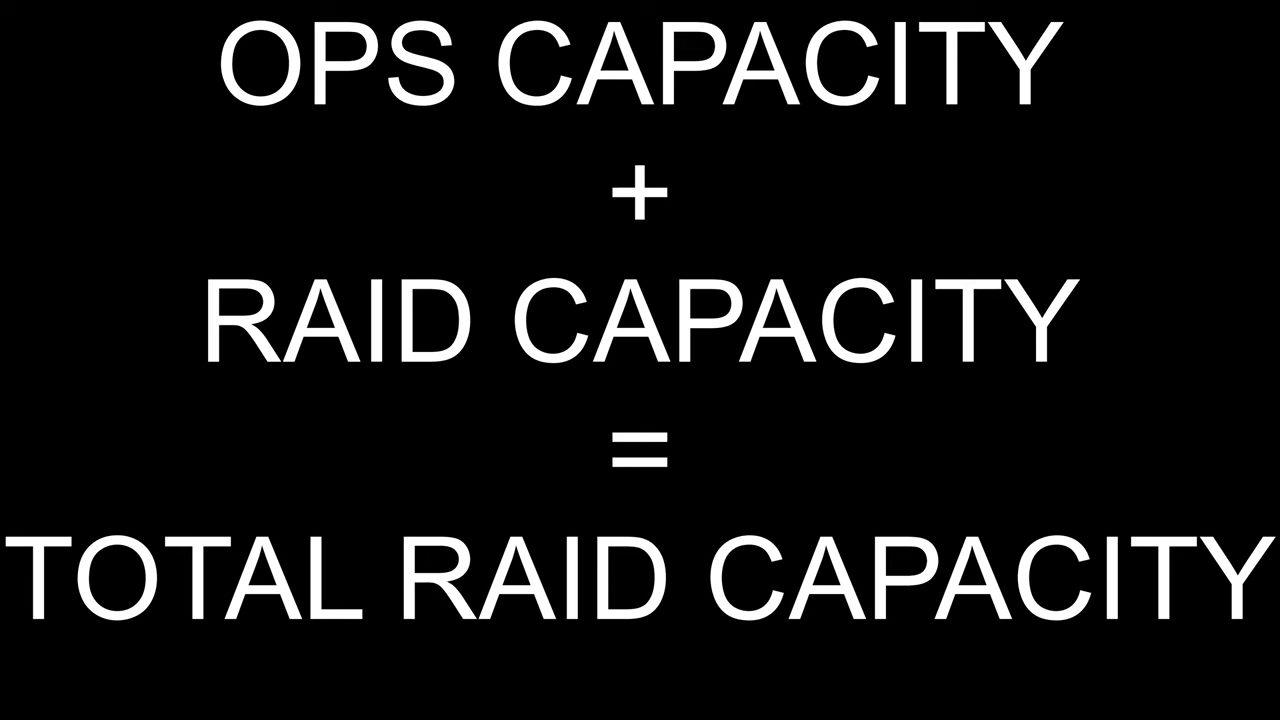 OPS CAPACITY
+
RAID CAPACITY
=
TOTAL RAID CAPACITY